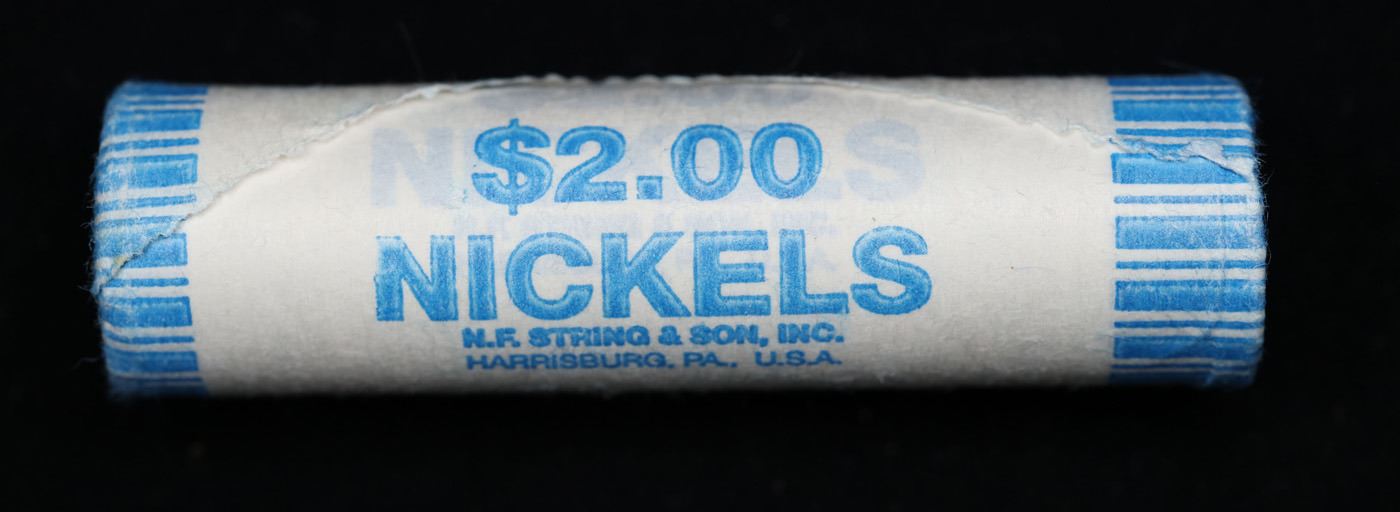 $2.00
NICKELS
N.F. STRING & SON, INC.
HARRISBURG, PA., U.S.A.